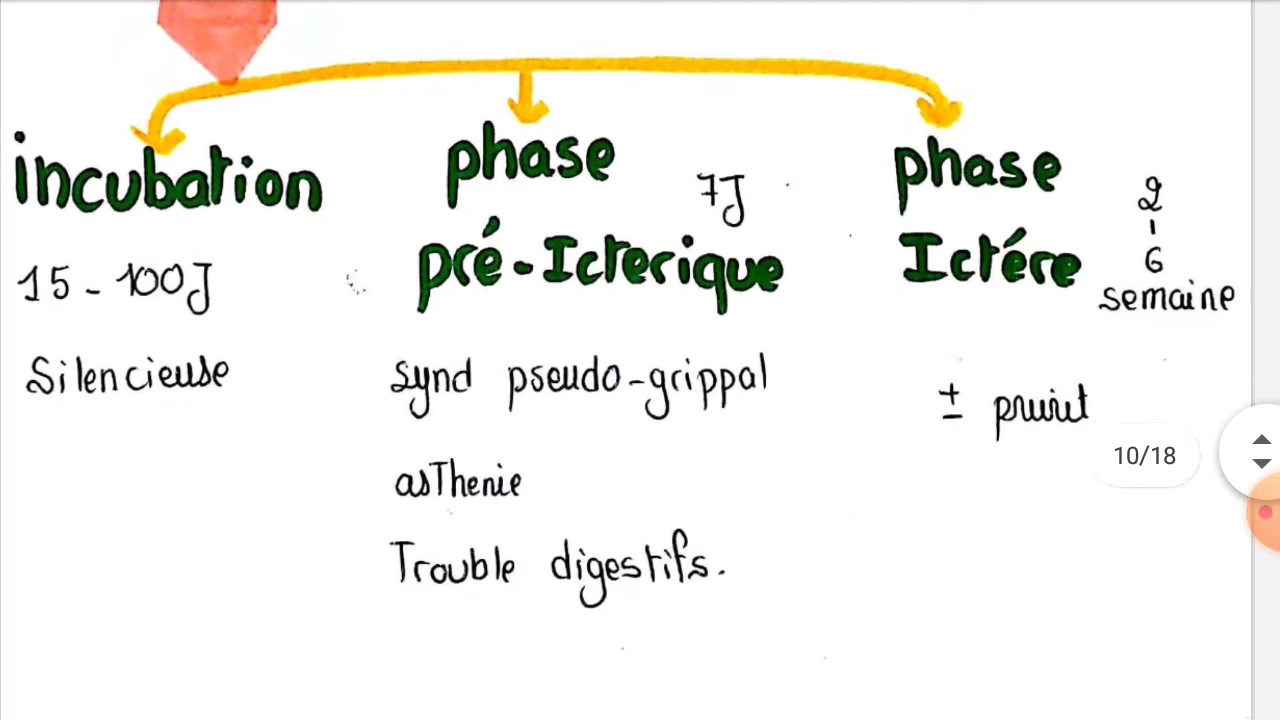 incubation
15 - 100J
Silencieuse
phase
pré-Icterique
7J
synd pseudo-grippal
asThenie
Trouble digestifs.
phase
Ictére
2
-
6
semaine
± prurit
10/18